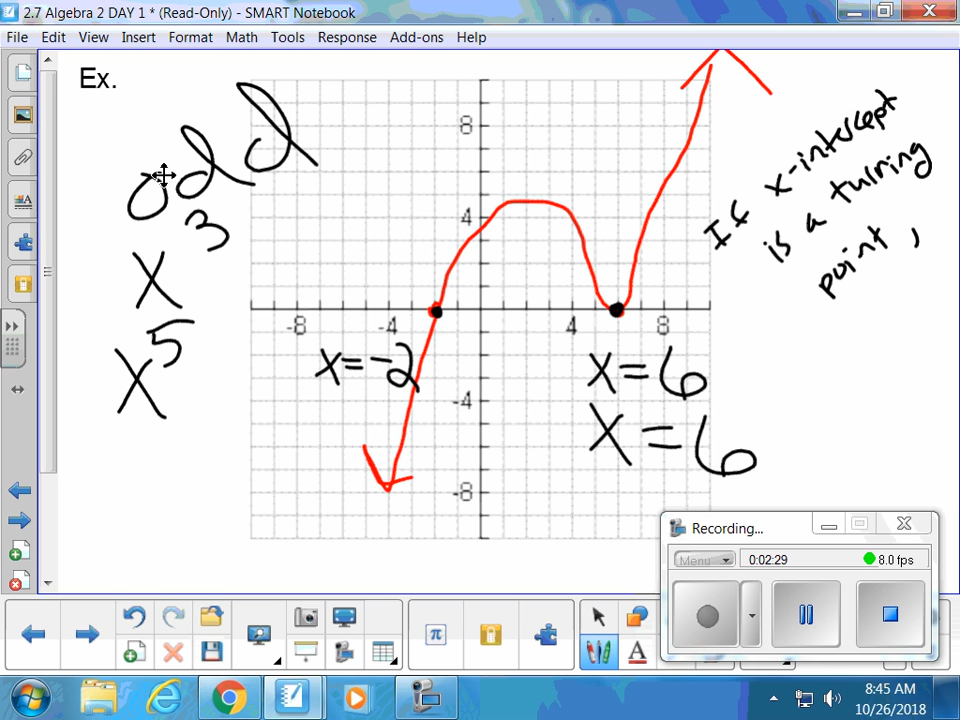 2.7 Algebra 2 DAY 1 * (Read-Only) - SMART Notebook
File Edit View Insert Format Math Tools Response Add-ons Help
Ex.
odd
x³
x⁵
8
4
-8 -4 4 8
-4
-8
x=-2
x=6
x=6
If x-intercept
is a turning
point,
Recording...
Menu
0:02:29
8.0 fps
π
A
8:45 AM
10/26/2018